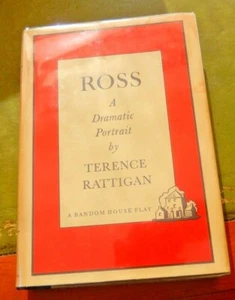 ROSS
A
Dramatic
Portrait
by
TERENCE
RATTIGAN
A RANDOM HOUSE PLAY